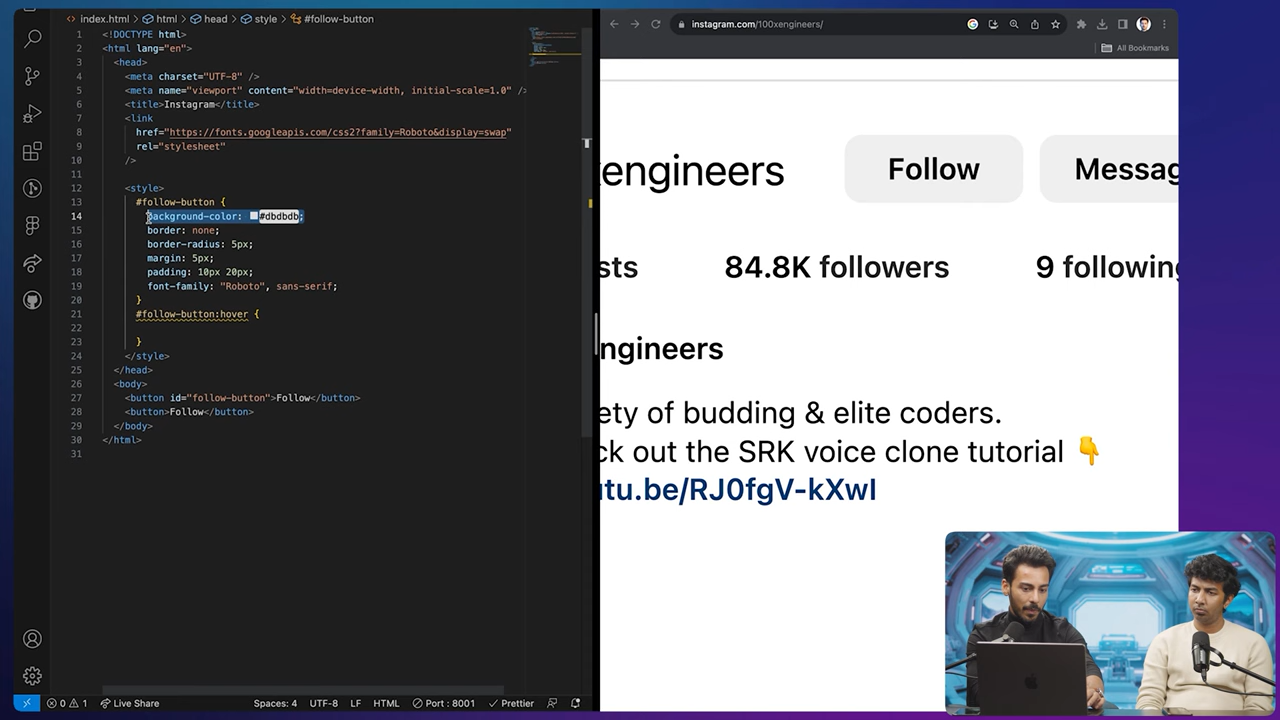 index.html > html > head > style > #follow-button
1 <!DOCTYPE html>
2 <html lang="en">
3 <head>
4 <meta charset="UTF-8" />
5 <meta name="viewport" content="width=device-width, initial-scale=1.0" />
6 <title>Instagram</title>
7 <link
8 href="https://fonts.googleapis.com/css2?family=Roboto&display=swap"
9 rel="stylesheet"
10 />
11
12 <style>
13 #follow-button {
14 background-color: #dbdbdb;
15 border: none;
16 border-radius: 5px;
17 margin: 5px;
18 padding: 10px 20px;
19 font-family: "Roboto", sans-serif;
20 }
21 #follow-button:hover {
22
23 }
24 </style>
25 </head>
26 <body>
27 <button id="follow-button">Follow</button>
28 <button>Follow</button>
29 </body>
30 </html>
31
0 1 Live Share Spaces: 4 UTF-8 LF HTML Port : 8001 Prettier
instagram.com/100xengineers/
All Bookmarks
xengineers Follow Messag
sts 84.8K followers 9 following
ngineers
ety of budding & elite coders.
ck out the SRK voice clone tutorial 👇
utu.be/RJ0fgV-kXwI